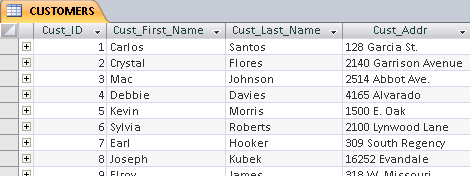 CUSTOMERS
Cust_ID Cust_First_Name Cust_Last_Name Cust_Addr
1 Carlos Santos 128 Garcia St.
2 Crystal Flores 2140 Garrison Avenue
3 Mac Johnson 2514 Abbot Ave.
4 Debbie Davies 4165 Alvarado
5 Kevin Morris 1500 E. Oak
6 Sylvia Roberts 2100 Lynwood Lane
7 Earl Hooker 309 South Regency
8 Joseph Kubek 16252 Evandale
9 Elroy James 318 W. Missouri